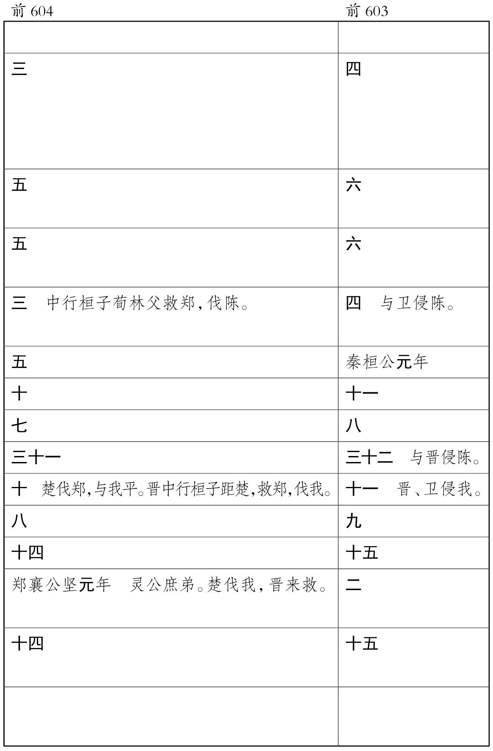 前 604 前 603
三 四
五 六
五 六
三 中行桓子荀林父救郑，伐陈。 四 与卫侵陈。
五 秦桓公元年
十 十一
七 八
三十一 三十二 与晋侵陈。
十 楚伐郑，与我平。晋中行桓子距楚，救郑，伐我。 十一 晋、卫侵我。
八 九
十四 十五
郑襄公坚元年 灵公庶弟。楚伐我，晋来救。 二
十四 十五